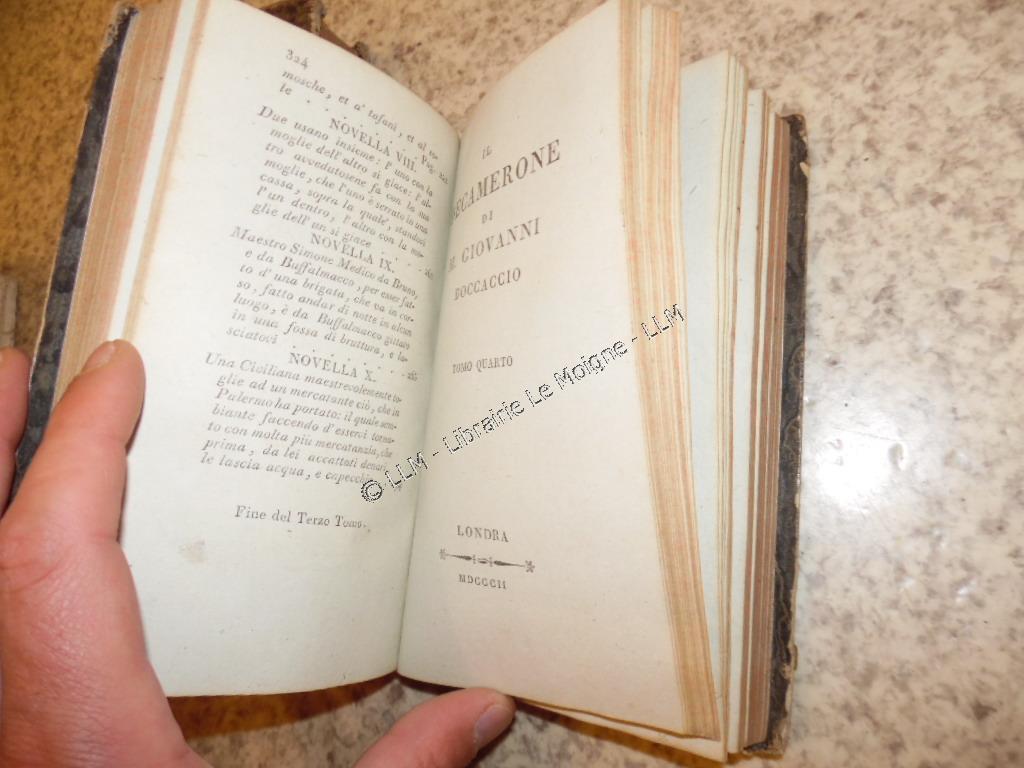 324
mosche, et a' tofani, et al so-
le . . . . . . . Pag.
NOVELLA VIII.
Due usano insieme: l'uno con la
moglie dell'altro si giace: l'al-
tro avvedutosene fa con la sua
moglie, che l'uno è serrato in una
cassa, sopra la quale, standovi
l'un dentro, l'altro con la mo-
glie dell'un si giace
NOVELLA IX.
Maestro Simone Medico da Bruno,
e da Buffalmacco, per esser fat-
to d'una brigata, che va in cor-
so, fatto andar di notte in alcun
luogo, è da Buffalmacco gittato
in una fossa di bruttura, e la-
sciatovi . . . . . . .
NOVELLA X.
Una Ciciliana maestrevolemente to-
glie ad un mercatante ciò, che in
Palermo ha portato: il quale sem-
biante faccendo d'esservi torna-
to con molta più mercatanzia, che
prima, da lei accattati denari,
le lascia acqua, e capecchio
Fine del Terzo Tomo.
IL
DECAMERONE
DI
M. GIOVANNI
BOCCACCIO
TOMO QUARTO
LONDRA
MDCCCII
© LLM - Librairie Le Moigne - LLM